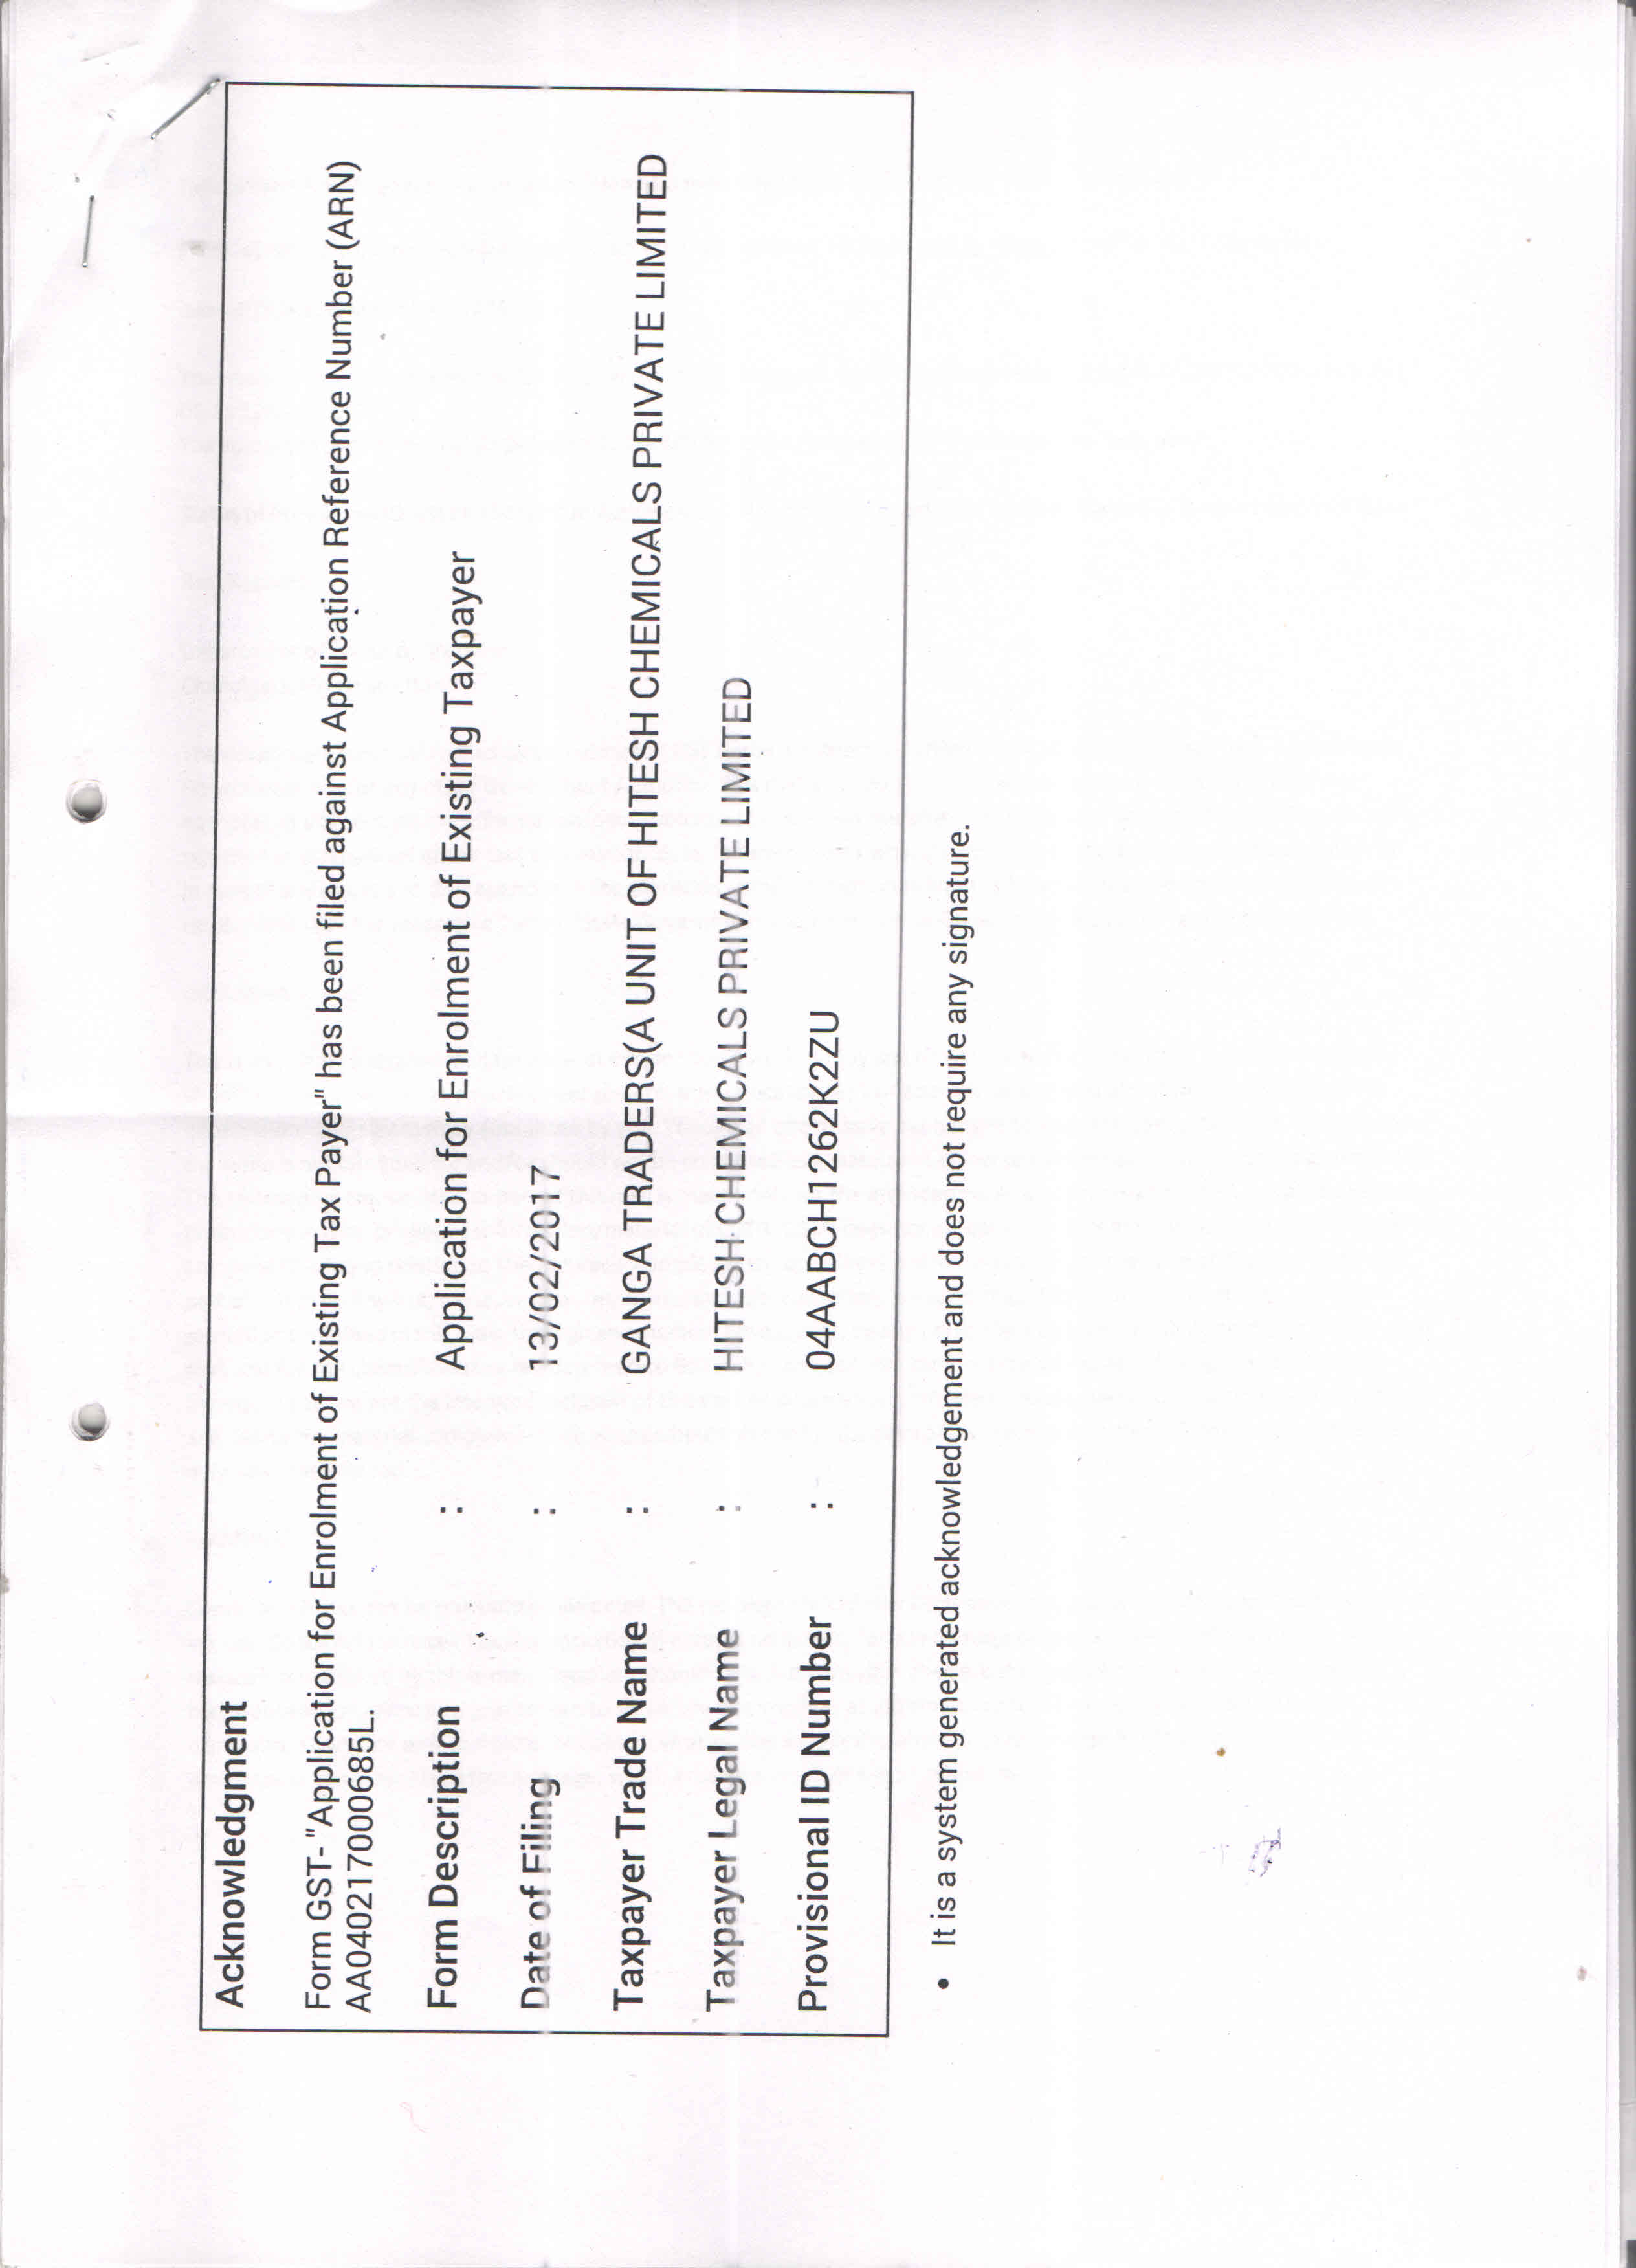 Acknowledgment
Form GST- "Application for Enrolment of Existing Tax Payer" has been filed against Application Reference Number (ARN)
AA040217000685L.
Form Description : Application for Enrolment of Existing Taxpayer
Date of Filing : 13/02/2017
Taxpayer Trade Name : GANGA TRADERS(A UNIT OF HITESH CHEMICALS PRIVATE LIMITED
Taxpayer Legal Name : HITESH CHEMICALS PRIVATE LIMITED
Provisional ID Number : 04AABCH1262K2ZU
• It is a system generated acknowledgement and does not require any signature.